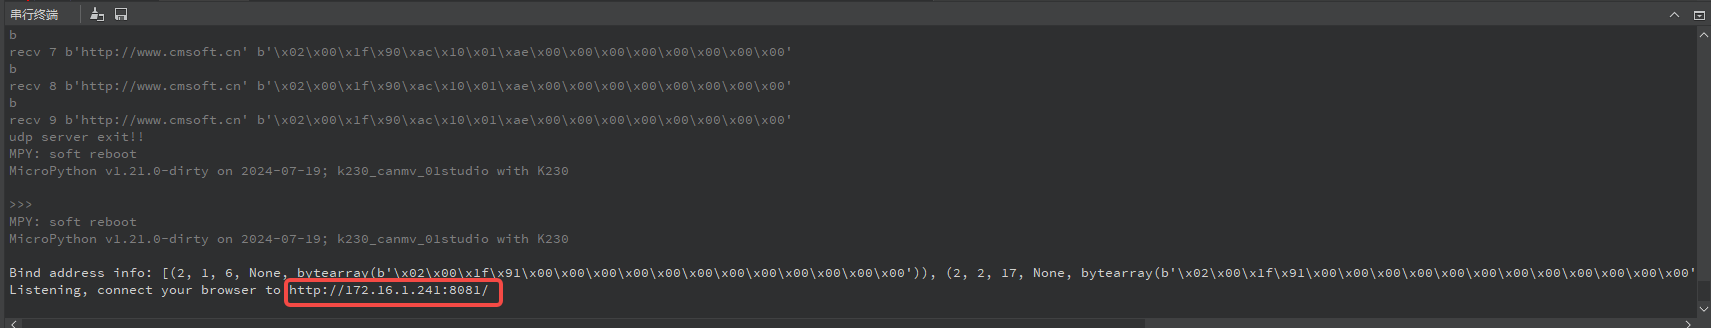 串行终端
b
recv 7 b'http://www.cmsoft.cn' b'\x02\x00\x1f\x90\xac\x10\x01\xae\x00\x00\x00\x00\x00\x00\x00\x00'
b
recv 8 b'http://www.cmsoft.cn' b'\x02\x00\x1f\x90\xac\x10\x01\xae\x00\x00\x00\x00\x00\x00\x00\x00'
b
recv 9 b'http://www.cmsoft.cn' b'\x02\x00\x1f\x90\xac\x10\x01\xae\x00\x00\x00\x00\x00\x00\x00\x00'
udp server exit!!
MPY: soft reboot
MicroPython v1.21.0-dirty on 2024-07-19; k230_canmv_01studio with K230
>>>
MPY: soft reboot
MicroPython v1.21.0-dirty on 2024-07-19; k230_canmv_01studio with K230
Bind address info: [(2, 1, 6, None, bytearray(b'\x02\x00\x1f\x91\x00\x00\x00\x00\x00\x00\x00\x00\x00\x00\x00\x00')), (2, 2, 17, None, bytearray(b'\x02\x00\x1f\x91\x00\x00\x00\x00\x00\x00\x00\x00\x00\x00\x00\x00'
Listening, connect your browser to http://172.16.1.241:8081/